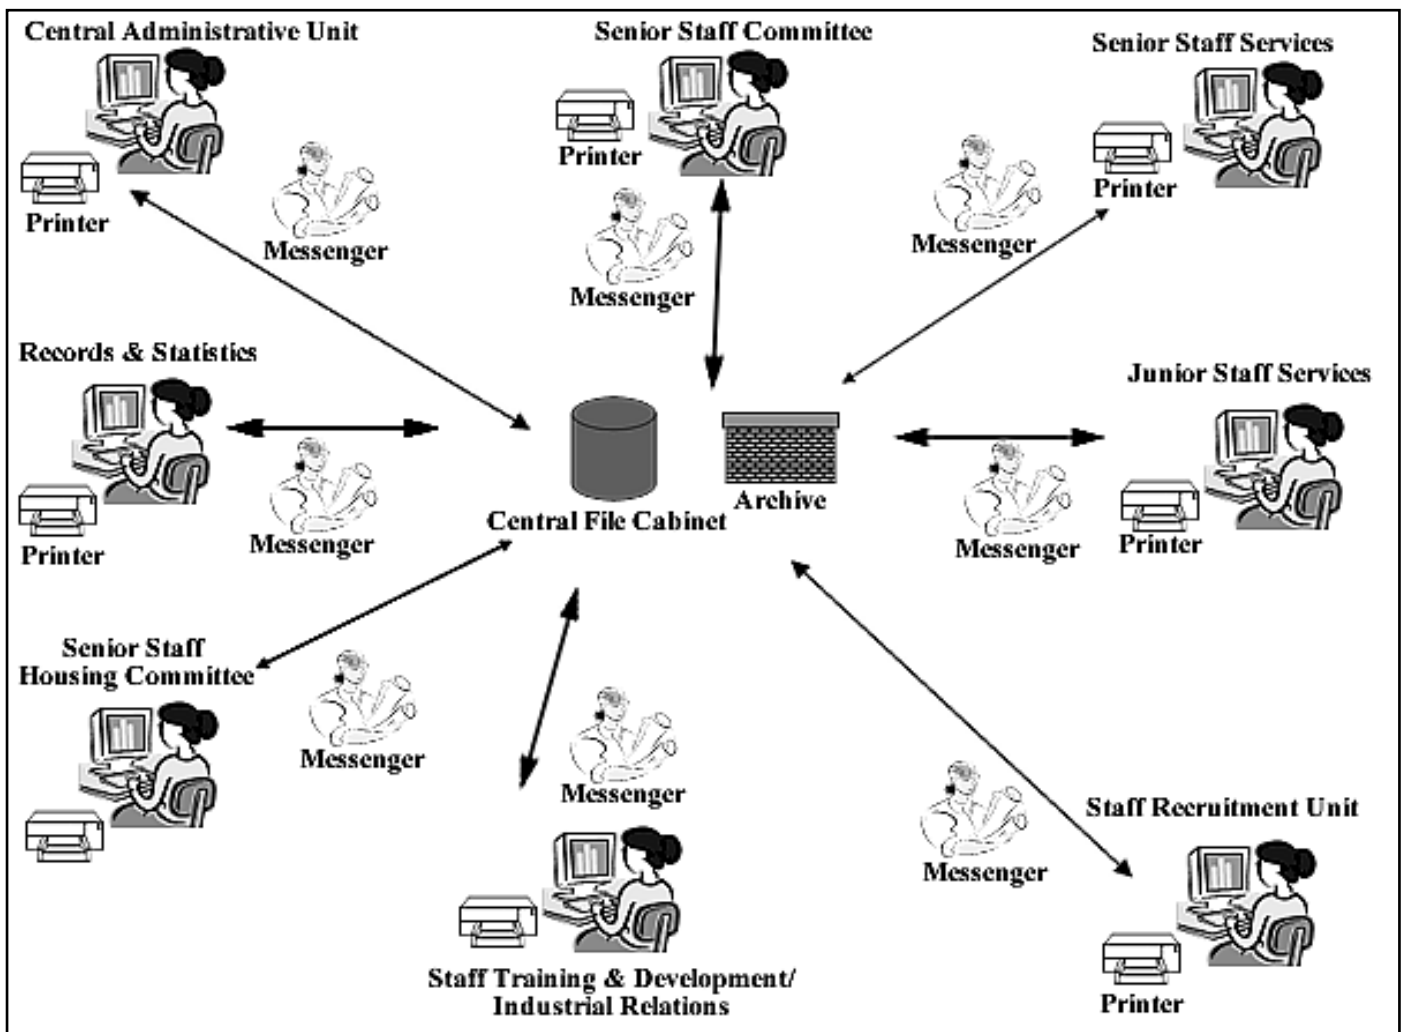 Central Administrative Unit
Printer
Messenger
Senior Staff Committee
Printer
Messenger
Senior Staff Services
Printer
Messenger
Records & Statistics
Printer
Messenger
Central File Cabinet
Archive
Junior Staff Services
Messenger
Printer
Senior Staff
Housing Committee
Messenger
Messenger
Staff Training & Development/
Industrial Relations
Staff Recruitment Unit
Messenger
Printer